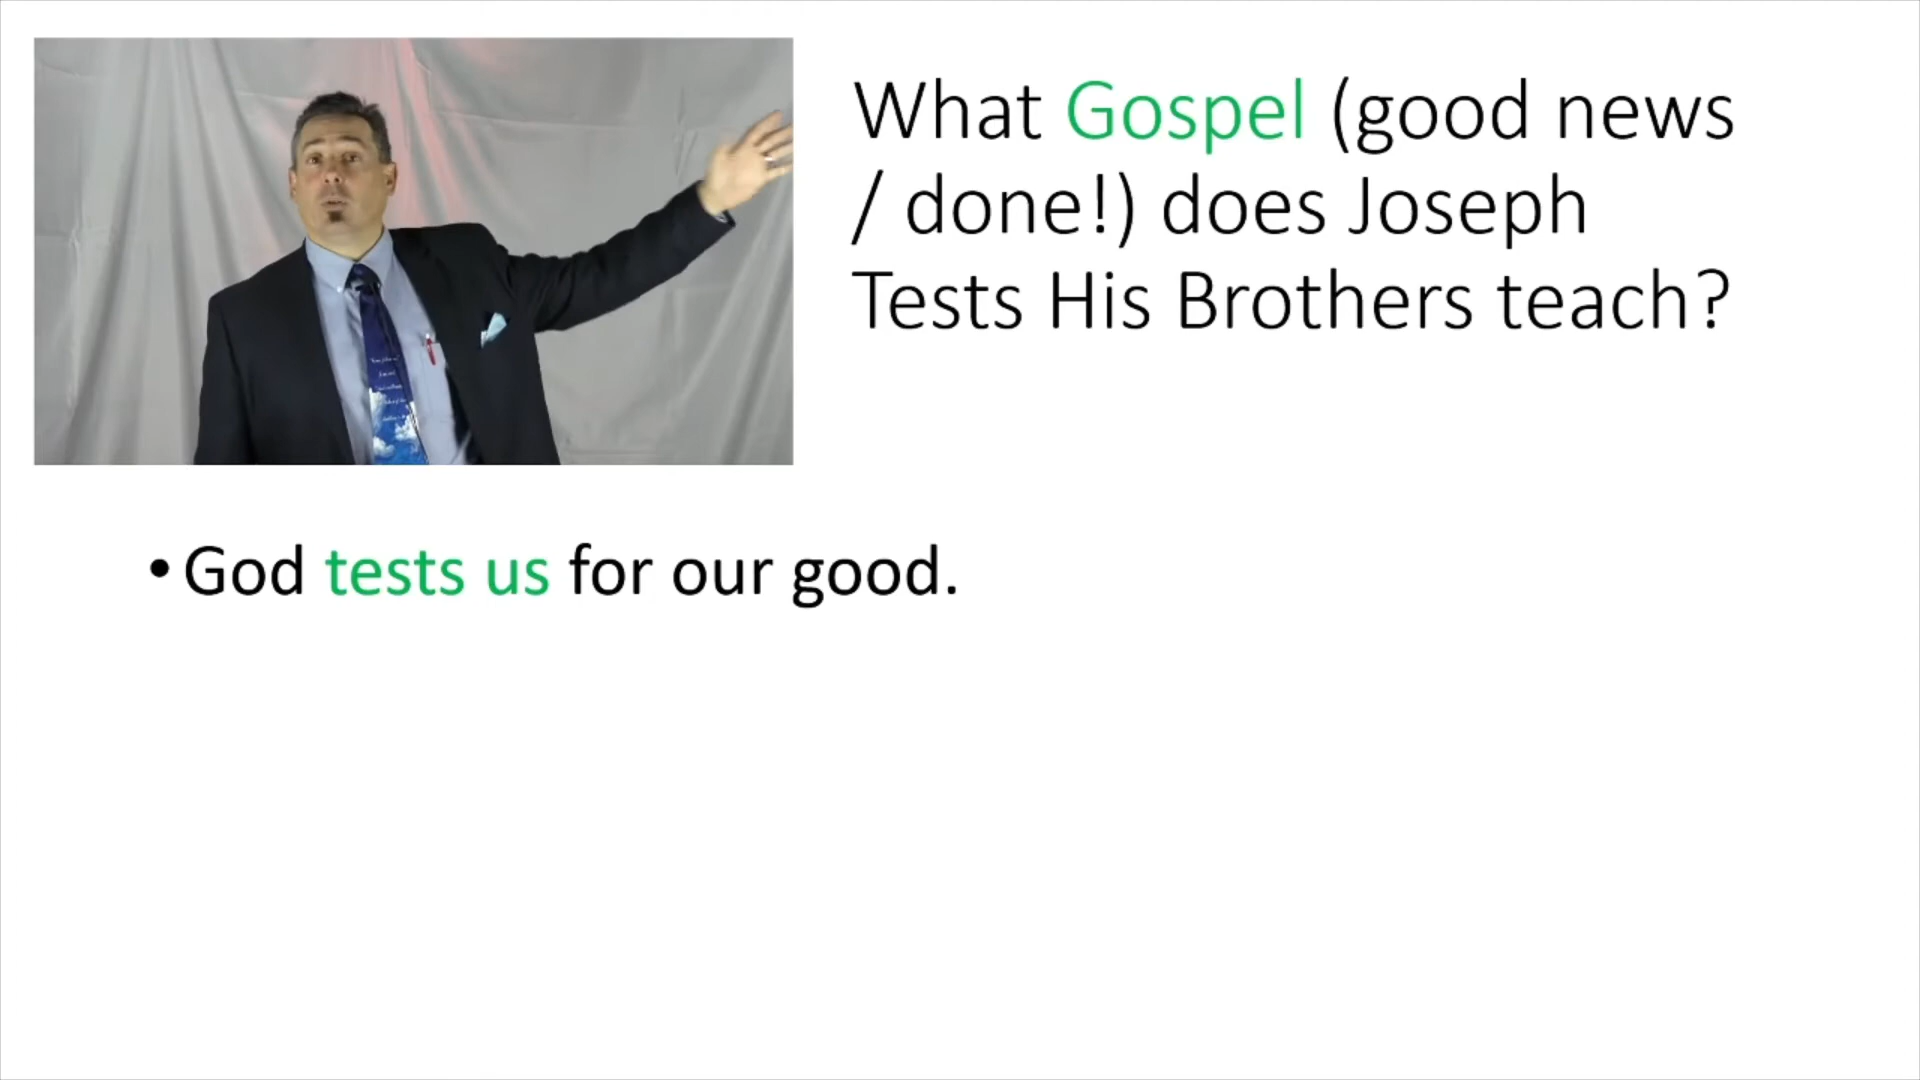 What Gospel (good news
/ done!) does Joseph
Tests His Brothers teach?
• God tests us for our good.